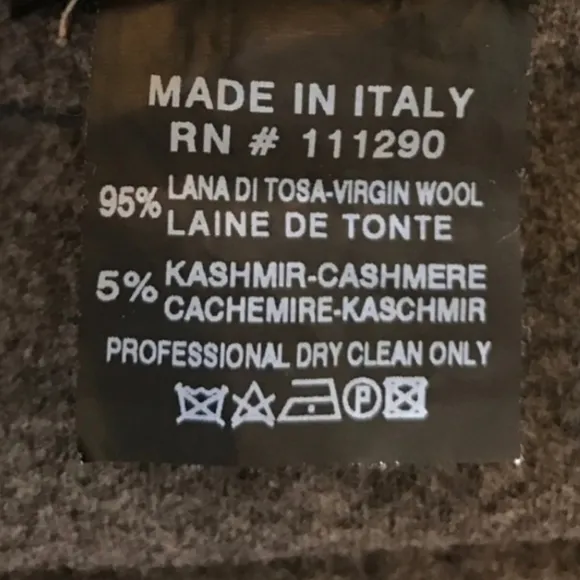 MADE IN ITALY
RN # 111290
95% LANA DI TOSA-VIRGIN WOOL
LAINE DE TONTE
5% KASHMIR-CASHMERE
CACHEMIRE-KASCHMIR
PROFESSIONAL DRY CLEAN ONLY
P